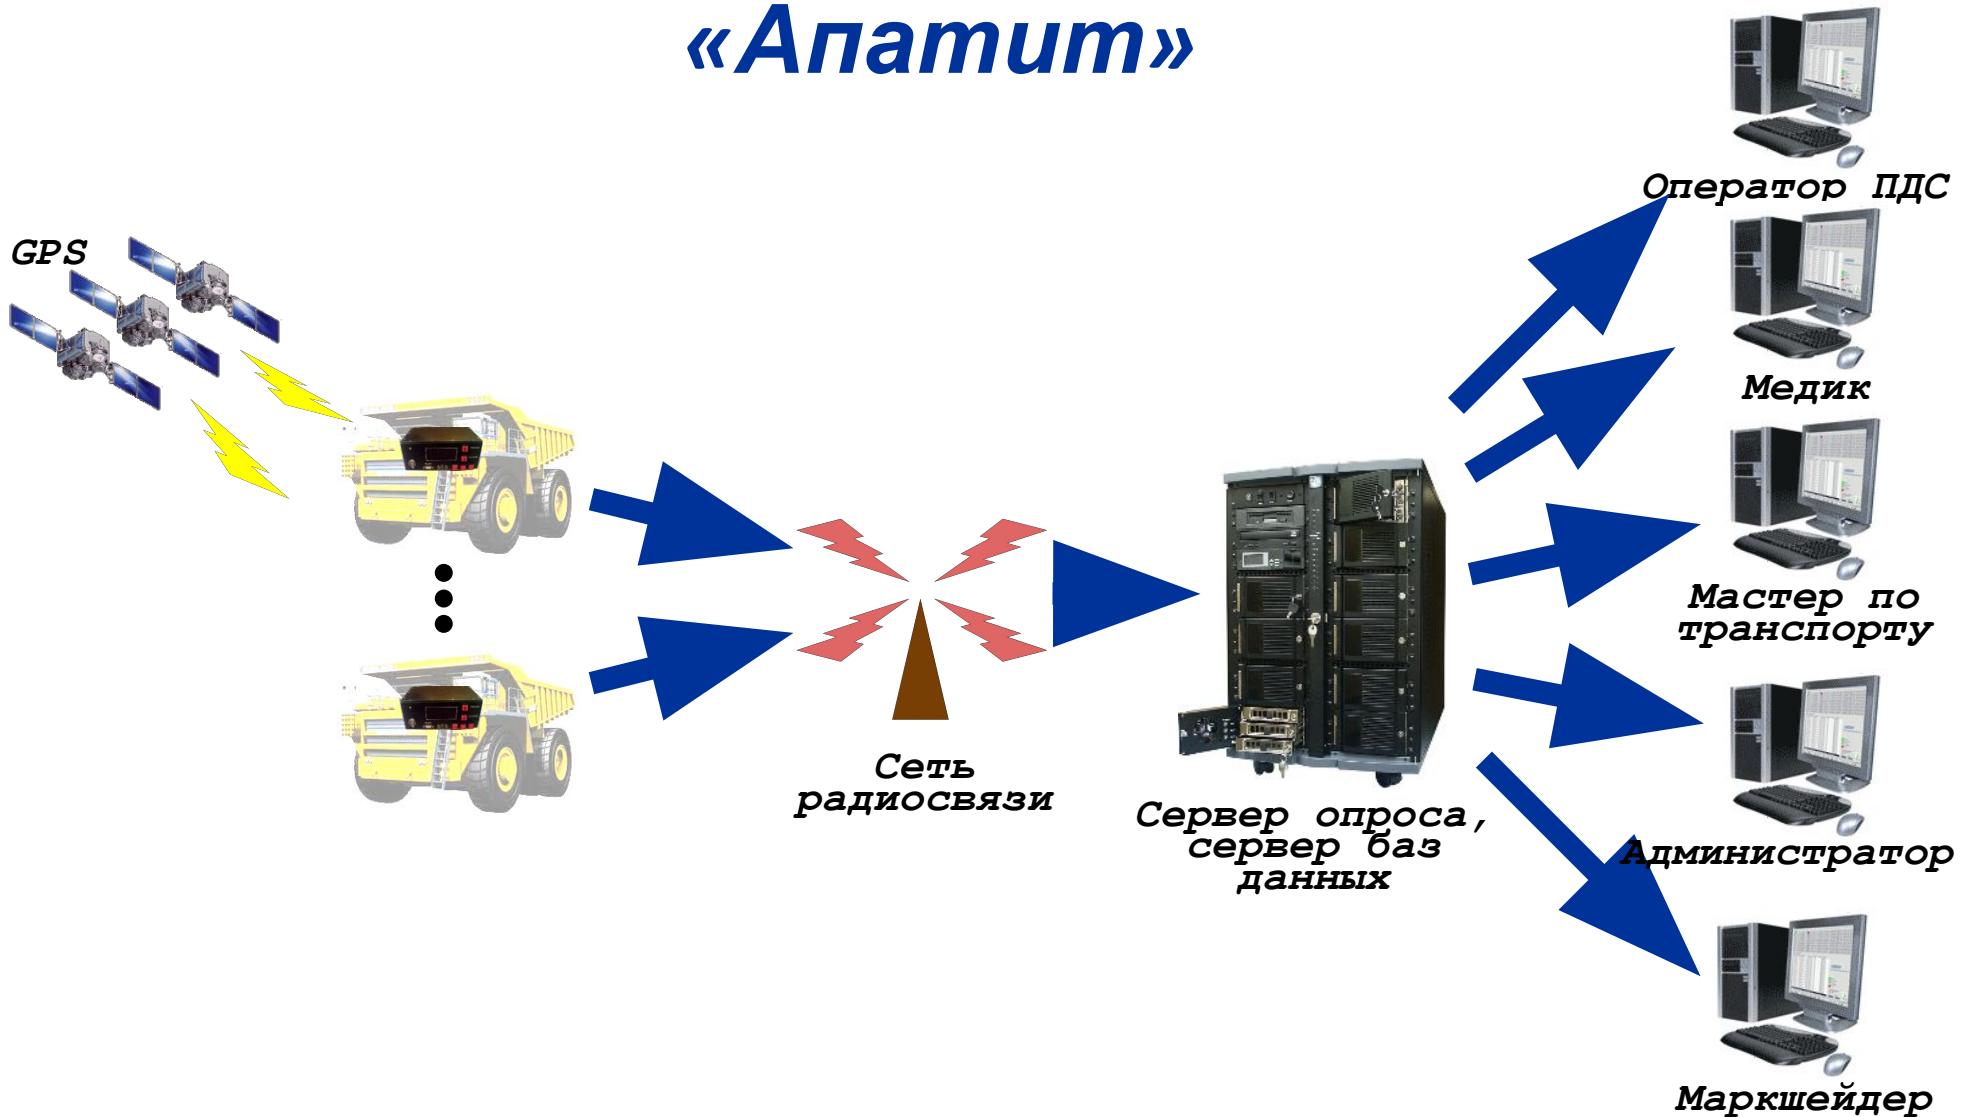 «Апатит»
Оператор ПДС
GPS
Медик
Мастер по
транспорту
Сеть
радиосвязи
Сервер опроса,
сервер баз
данных
Администратор
Маркшейдер